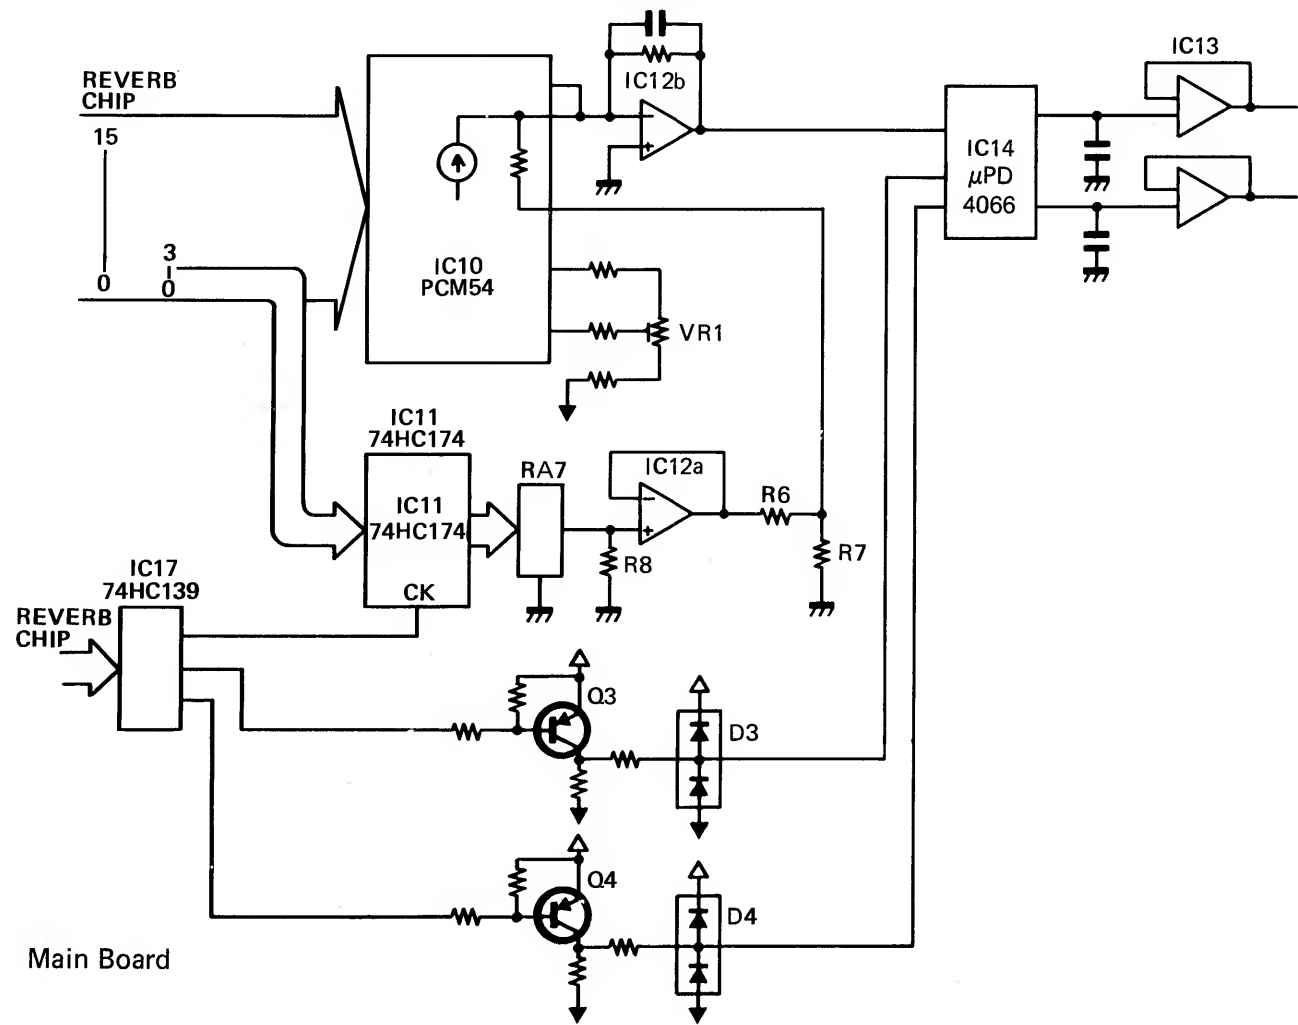 REVERB
CHIP
15
0
3
0
IC10
PCM54
IC12b
VR1
IC14
μPD
4066
IC13
IC11
74HC174
IC11
74HC174
CK
RA7
IC12a
R6
R7
R8
IC17
74HC139
REVERB
CHIP
Q3
D3
Q4
D4
Main Board